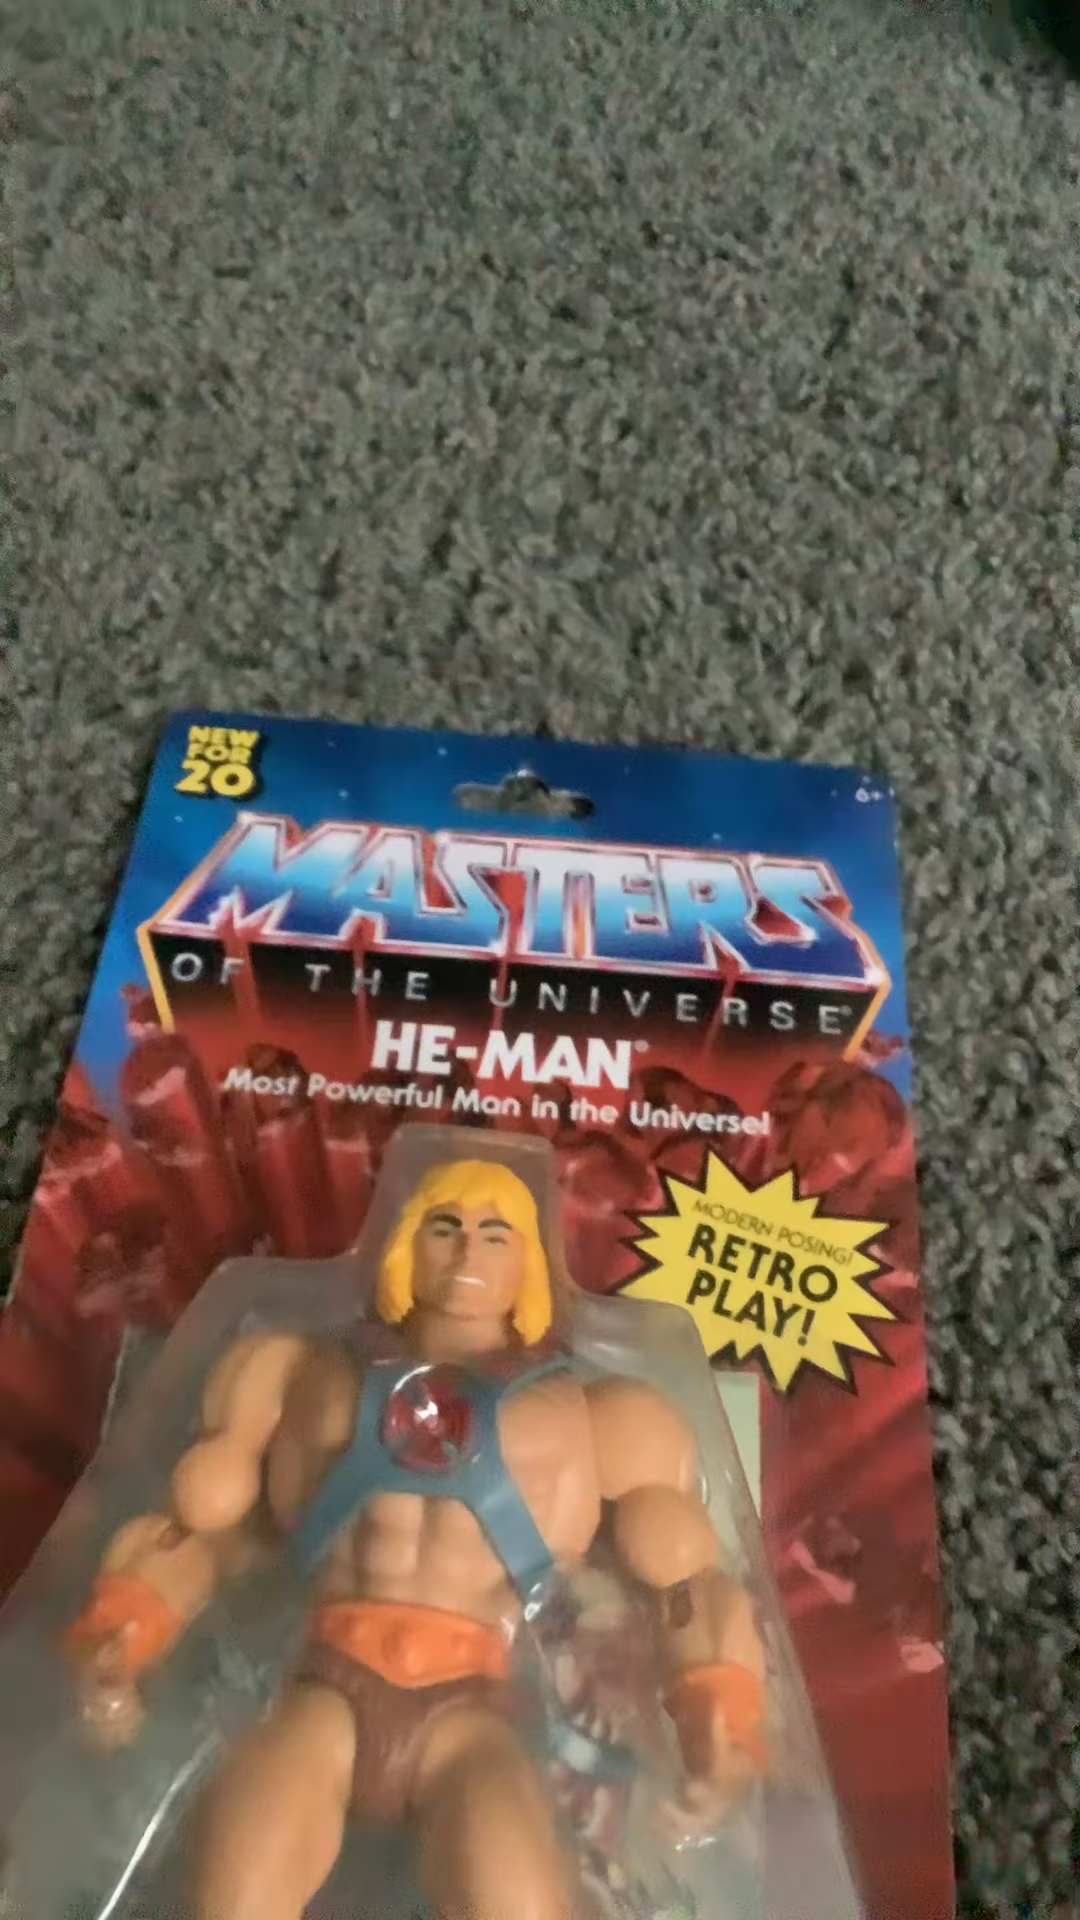 NEW
FOR
20
6+
MASTERS
OF THE UNIVERSE®
HE-MAN
Most Powerful Man in the Universe!
MODERN POSING!
RETRO
PLAY!